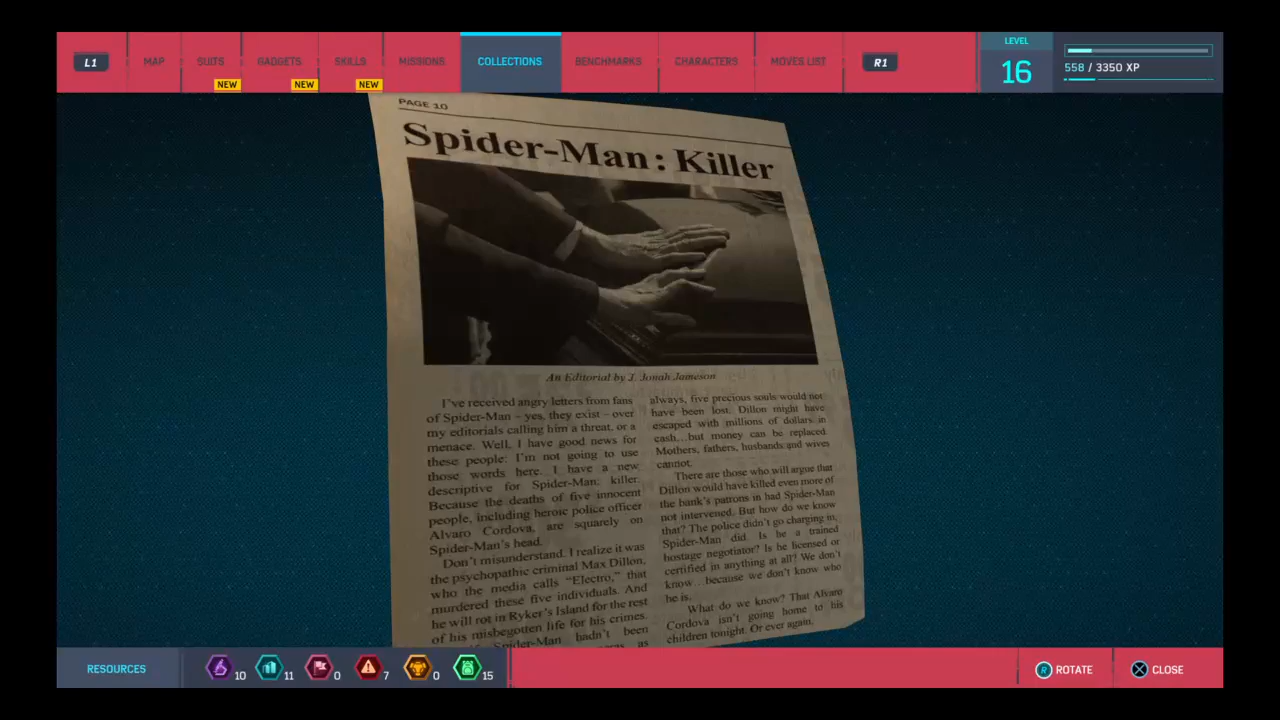 L1
MAP
SUITS
NEW
GADGETS
NEW
SKILLS
NEW
MISSIONS
COLLECTIONS
BENCHMARKS
CHARACTERS
MOVES LIST
R1
LEVEL
16
558 / 3350 XP
PAGE 10
Spider-Man: Killer
An Editorial by J. Jonah Jameson
I've received angry letters from fans
of Spider-Man – yes, they exist – over
my editorials calling him a threat, or a
menace. Well, I have good news for
these people: I'm not going to use
those words here. I have a new
descriptive for Spider-Man: killer.
Because the deaths of five innocent
people, including heroic police officer
Alvaro Cordova, are squarely on
Spider-Man's head.
Don't misunderstand. I realize it was
the psychopathic criminal Max Dillon,
who the media calls "Electro," that
murdered these five individuals. And
he will rot in Ryker's Island for the rest
of his misbegotten life for his crimes.
Spider-Man hadn't been
as
always, five precious souls would not
have been lost. Dillon might have
escaped with millions of dollars in
cash...but money can be replaced.
Mothers, fathers, husbands and wives
cannot.
There are those who will argue that
Dillon would have killed even more of
the bank's patrons in had Spider-Man
not intervened. But how do we know
that? The police didn't go charging in;
Spider-Man did. Is he a trained
hostage negotiator? Is he licensed or
certified in anything at all? We don't
know... because we don't know who
he is.
What do we know? That Alvaro
Cordova isn't going home to his
children tonight. Or ever again.
RESOURCES
10
11
0
7
0
15
R ROTATE
CLOSE